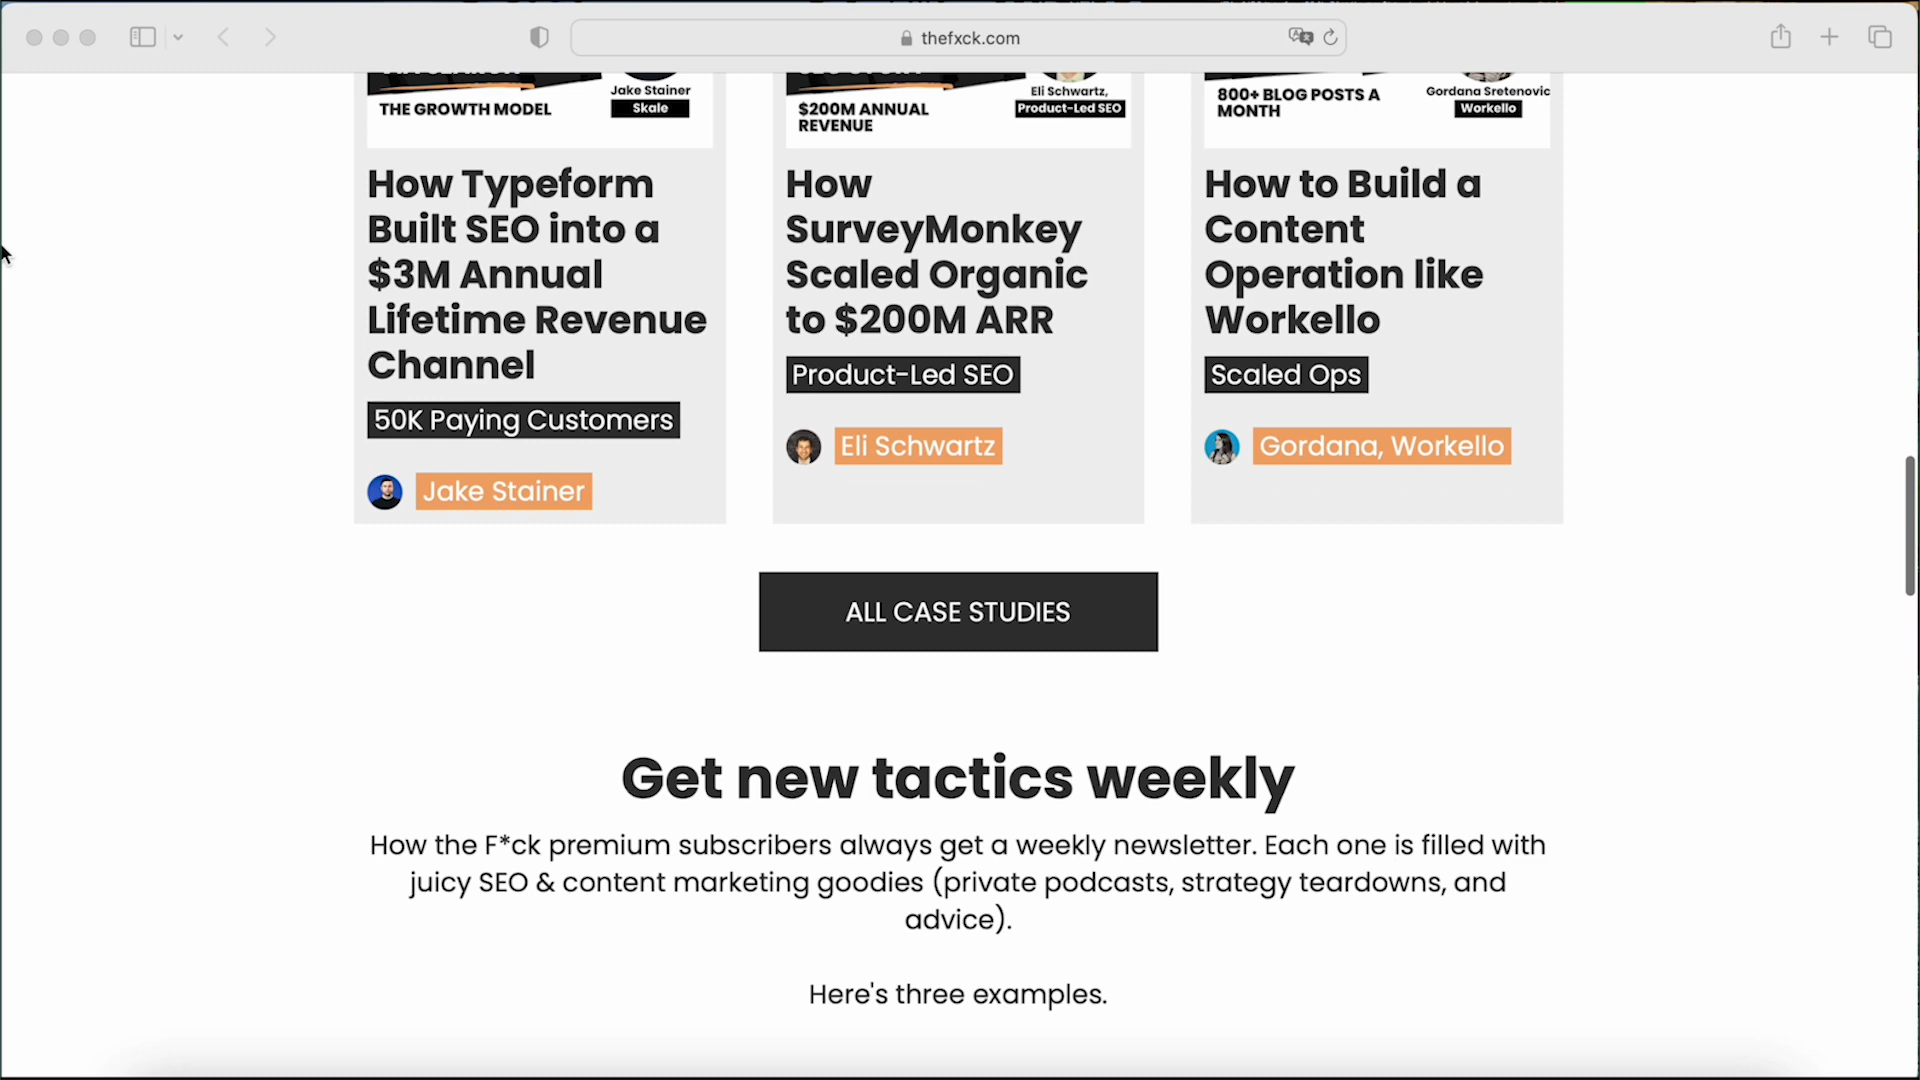 thefxck.com
THE GROWTH MODEL
Jake Stainer
Skale
$200M ANNUAL
REVENUE
Eli Schwartz,
Product-Led SEO
800+ BLOG POSTS A
MONTH
Gordana Sretenovic
Workello
How Typeform
Built SEO into a
$3M Annual
Lifetime Revenue
Channel
50K Paying Customers
Jake Stainer
How
SurveyMonkey
Scaled Organic
to $200M ARR
Product-Led SEO
Eli Schwartz
How to Build a
Content
Operation like
Workello
Scaled Ops
Gordana, Workello
ALL CASE STUDIES
Get new tactics weekly
How the F*ck premium subscribers always get a weekly newsletter. Each one is filled with
juicy SEO & content marketing goodies (private podcasts, strategy teardowns, and
advice).
Here's three examples.